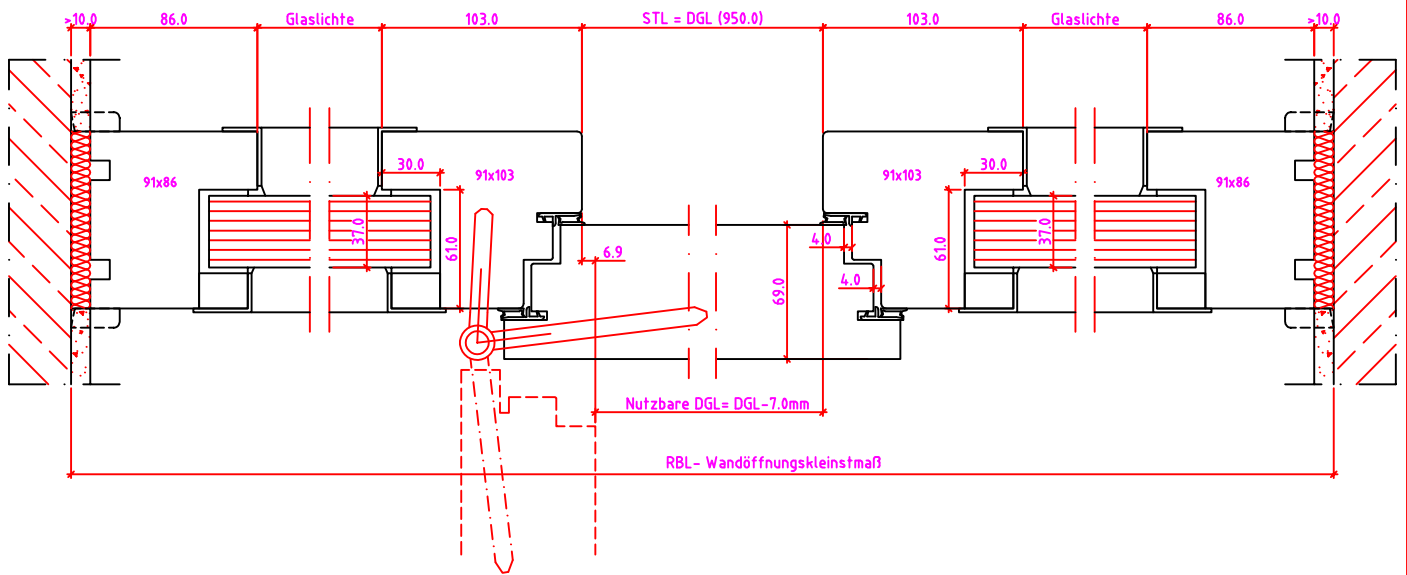 >10.0 86.0 Glaslichte 103.0 STL = DGL (950.0) 103.0 Glaslichte 86.0 >10.0
30.0 30.0
91x86 91x103 91x103 91x86
37.0 61.0 6.9 4.0 61.0 37.0
4.0
69.0
Nutzbare DGL= DGL-7.0mm
RBL- Wandöffnungskleinstmaß